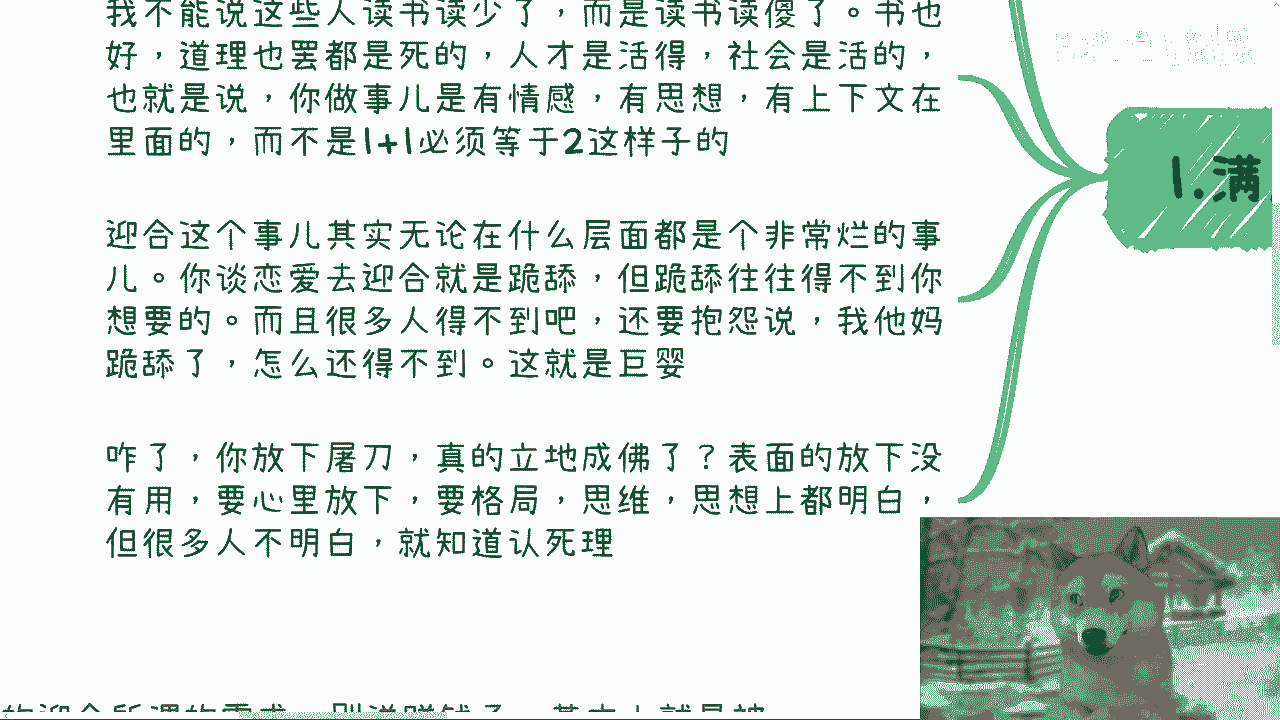 我不能说这些人读书读少了，而是读书读傻了。书也
好，道理也罢都是死的，人才是活得，社会是活的，
也就是说，你做事儿是有情感，有思想，有上下文在
里面的，而不是1+1必须等于2这样子的
迎合这个事儿其实无论在什么层面都是个非常烂的事
儿。你谈恋爱去迎合就是跪舔，但跪舔往往得不到你
想要的。而且很多人得不到吧，还要抱怨说，我他妈
跪舔了，怎么还得不到。这就是巨婴
咋了，你放下屠刀，真的立地成佛了？表面的放下没
有用，要心里放下，要格局，思维，思想上都明白，
但很多人不明白，就知道认死理
1.满